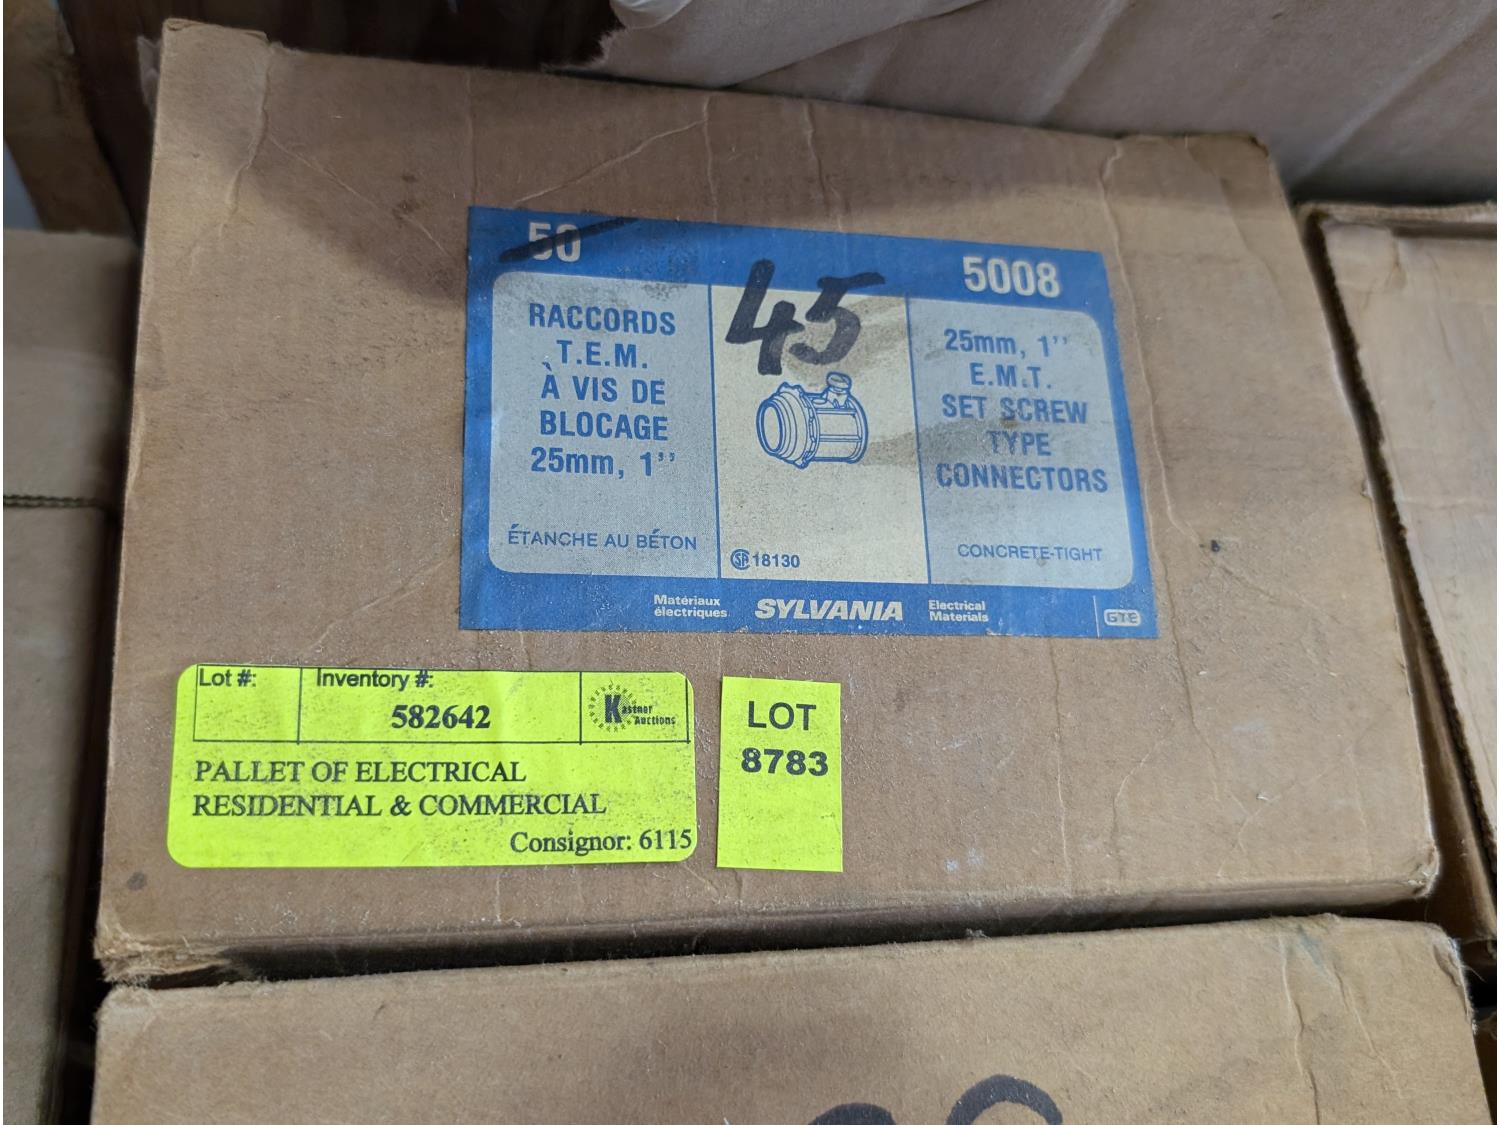 50
5008
45
RACCORDS
T.E.M.
À VIS DE
BLOCAGE
25mm, 1''
ÉTANCHE AU BÉTON
SA 18130
25mm, 1''
E.M.T.
SET SCREW
TYPE
CONNECTORS
CONCRETE-TIGHT
Matériaux
électriques
SYLVANIA
Electrical
Materials
GTE
Lot #:
Inventory #:
582642
Kastner
Auctions
PALLET OF ELECTRICAL
RESIDENTIAL & COMMERCIAL
Consignor: 6115
LOT
8783